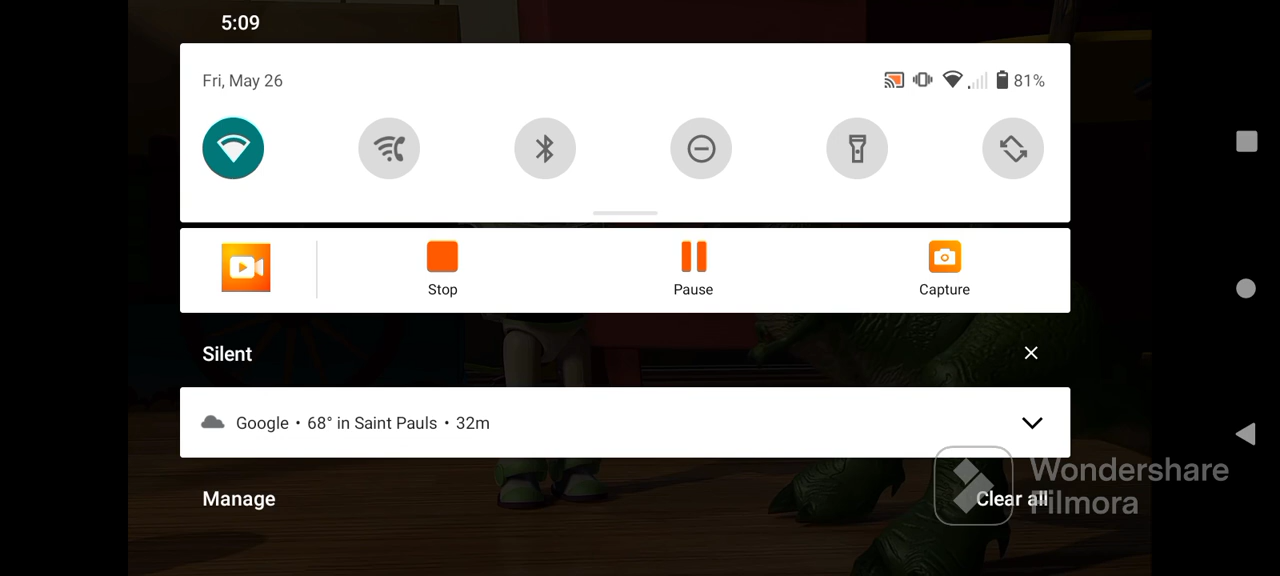 5:09
Fri, May 26
81%
Stop
Pause
Capture
Silent
Google • 68° in Saint Pauls • 32m
Manage
Clear all
Wondershare
Filmora